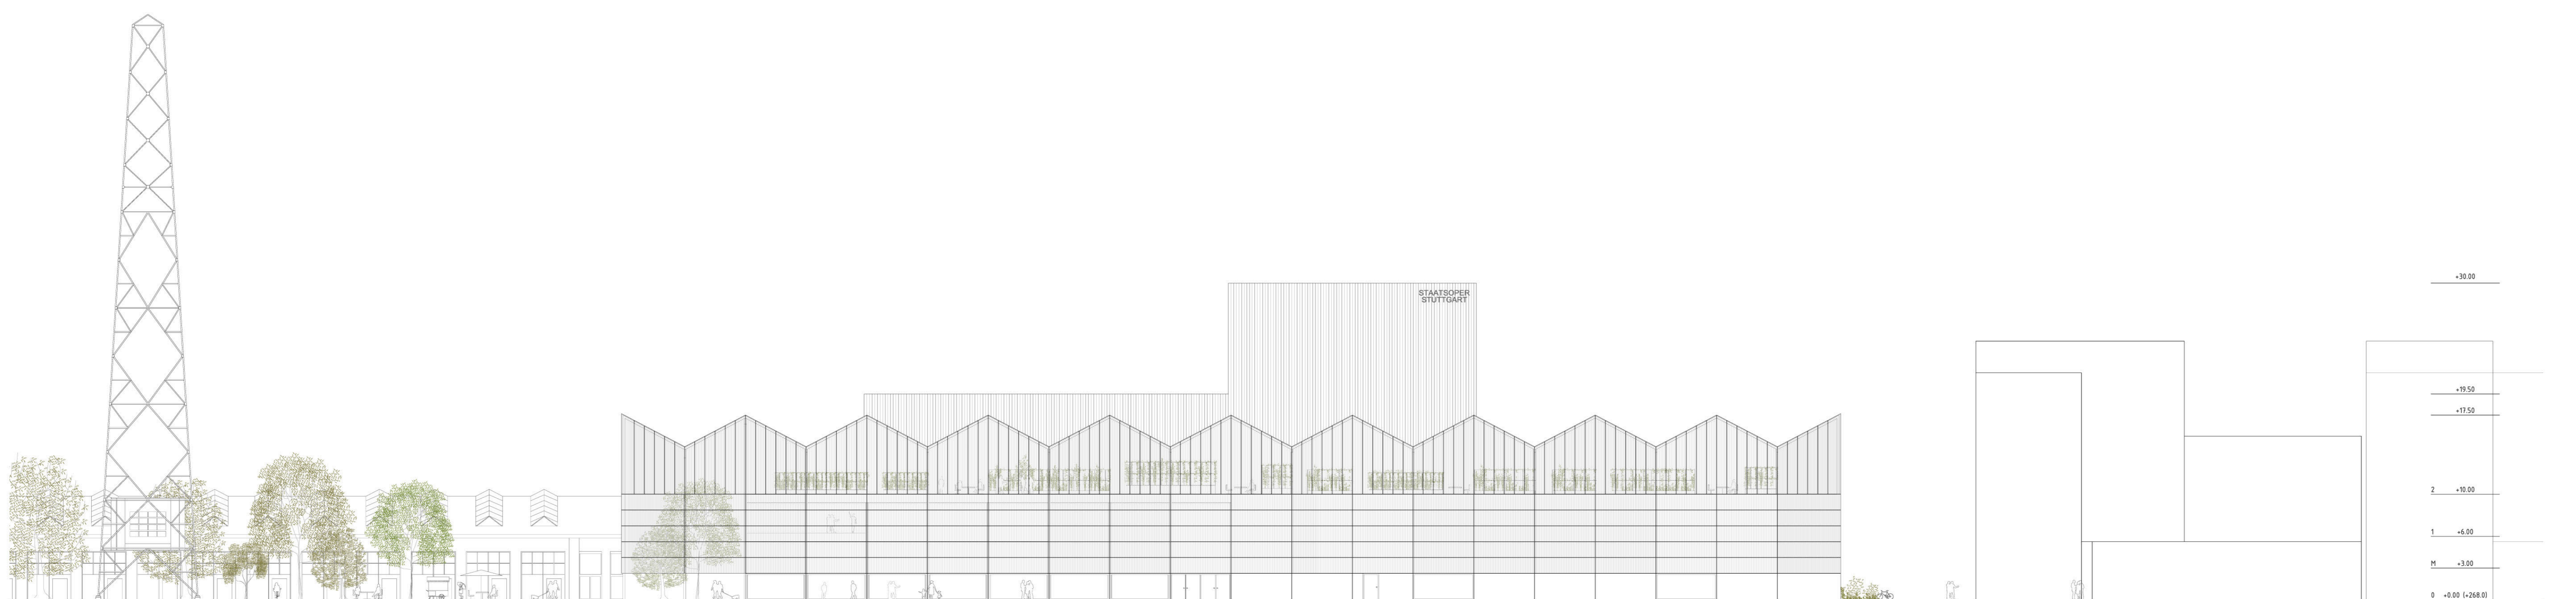 STAATSOPER
STUTTGART
+30.00
+19.50
+17.50
2 +10.00
1 +6.00
M +3.00
0 +0.00 (+268.0)